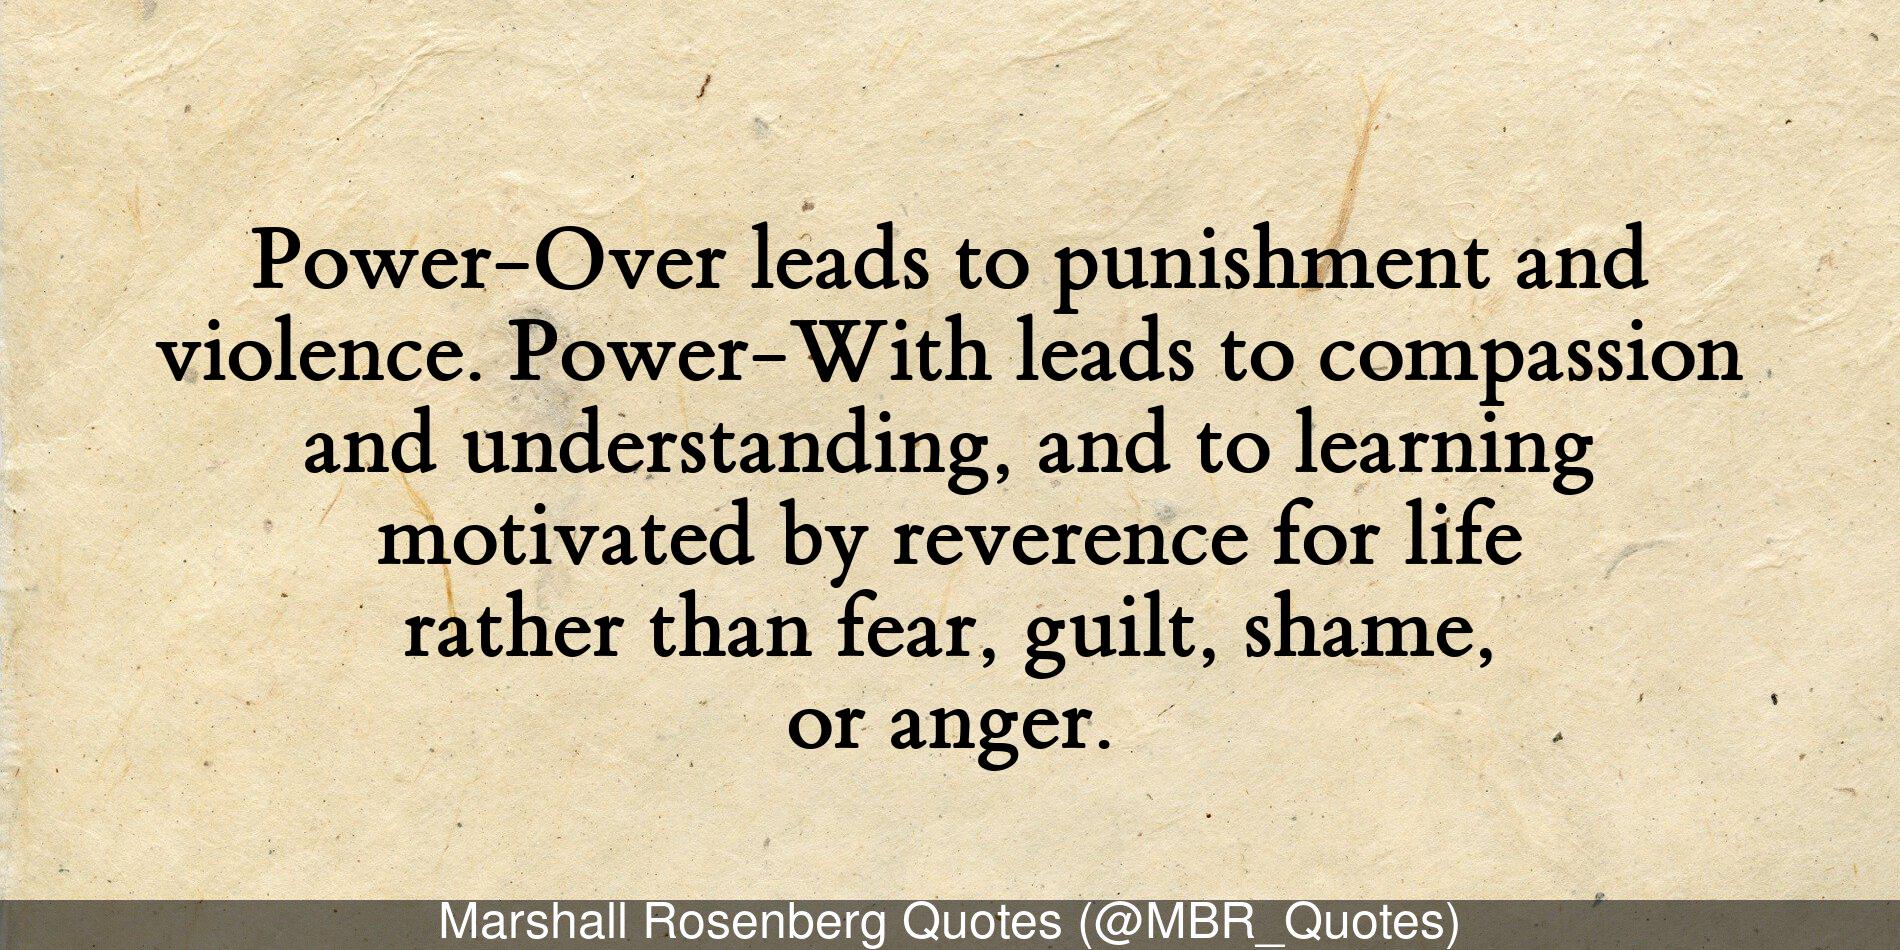 Power-Over leads to punishment and
violence. Power-With leads to compassion
and understanding, and to learning
motivated by reverence for life
rather than fear, guilt, shame,
or anger.
Marshall Rosenberg Quotes (@MBR_Quotes)